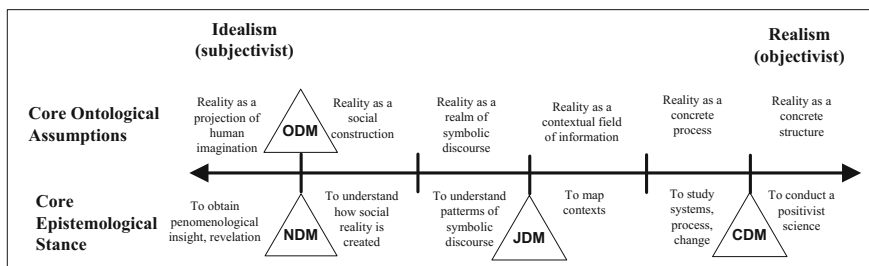 Idealism
(subjectivist)
Realism
(objectivist)
Core Ontological
Assumptions
Reality as a
projection of
human
imagination
ODM
Reality as a
social
construction
Reality as a
realm of
symbolic
discourse
Reality as a
contextual field
of information
Reality as a
concrete
process
Reality as a
concrete
structure
Core
Epistemological
Stance
To obtain
penomenological
insight, revelation
NDM
To understand
how social
reality is
created
To understand
patterns of
symbolic
discourse
JDM
To map
contexts
To study
systems,
process,
change
CDM
To conduct a
positivist
science